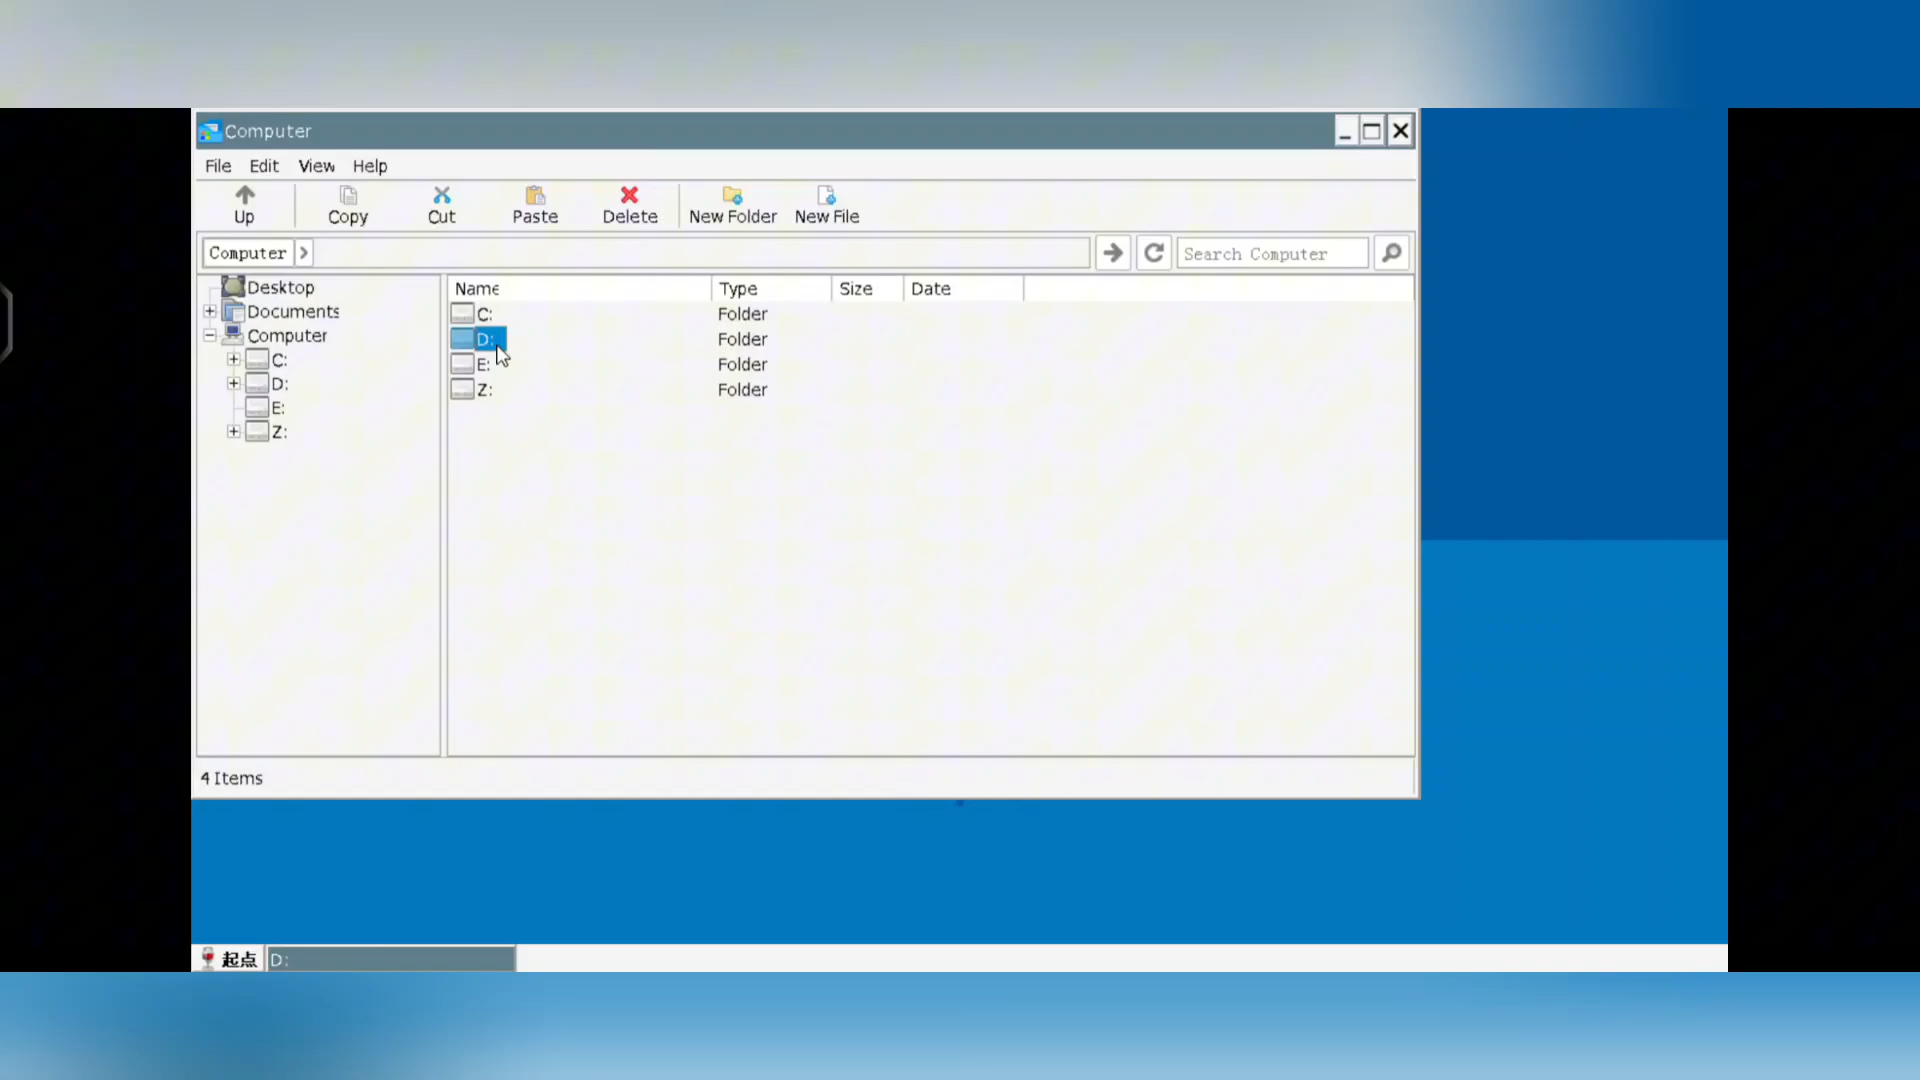 Computer
File Edit View Help
Up Copy Cut Paste Delete New Folder New File
Computer Search Computer
Desktop
Documents
Computer
C:
D:
E:
Z:
Name Type Size Date
C: Folder
D: Folder
E: Folder
Z: Folder
4 Items
起点 D: